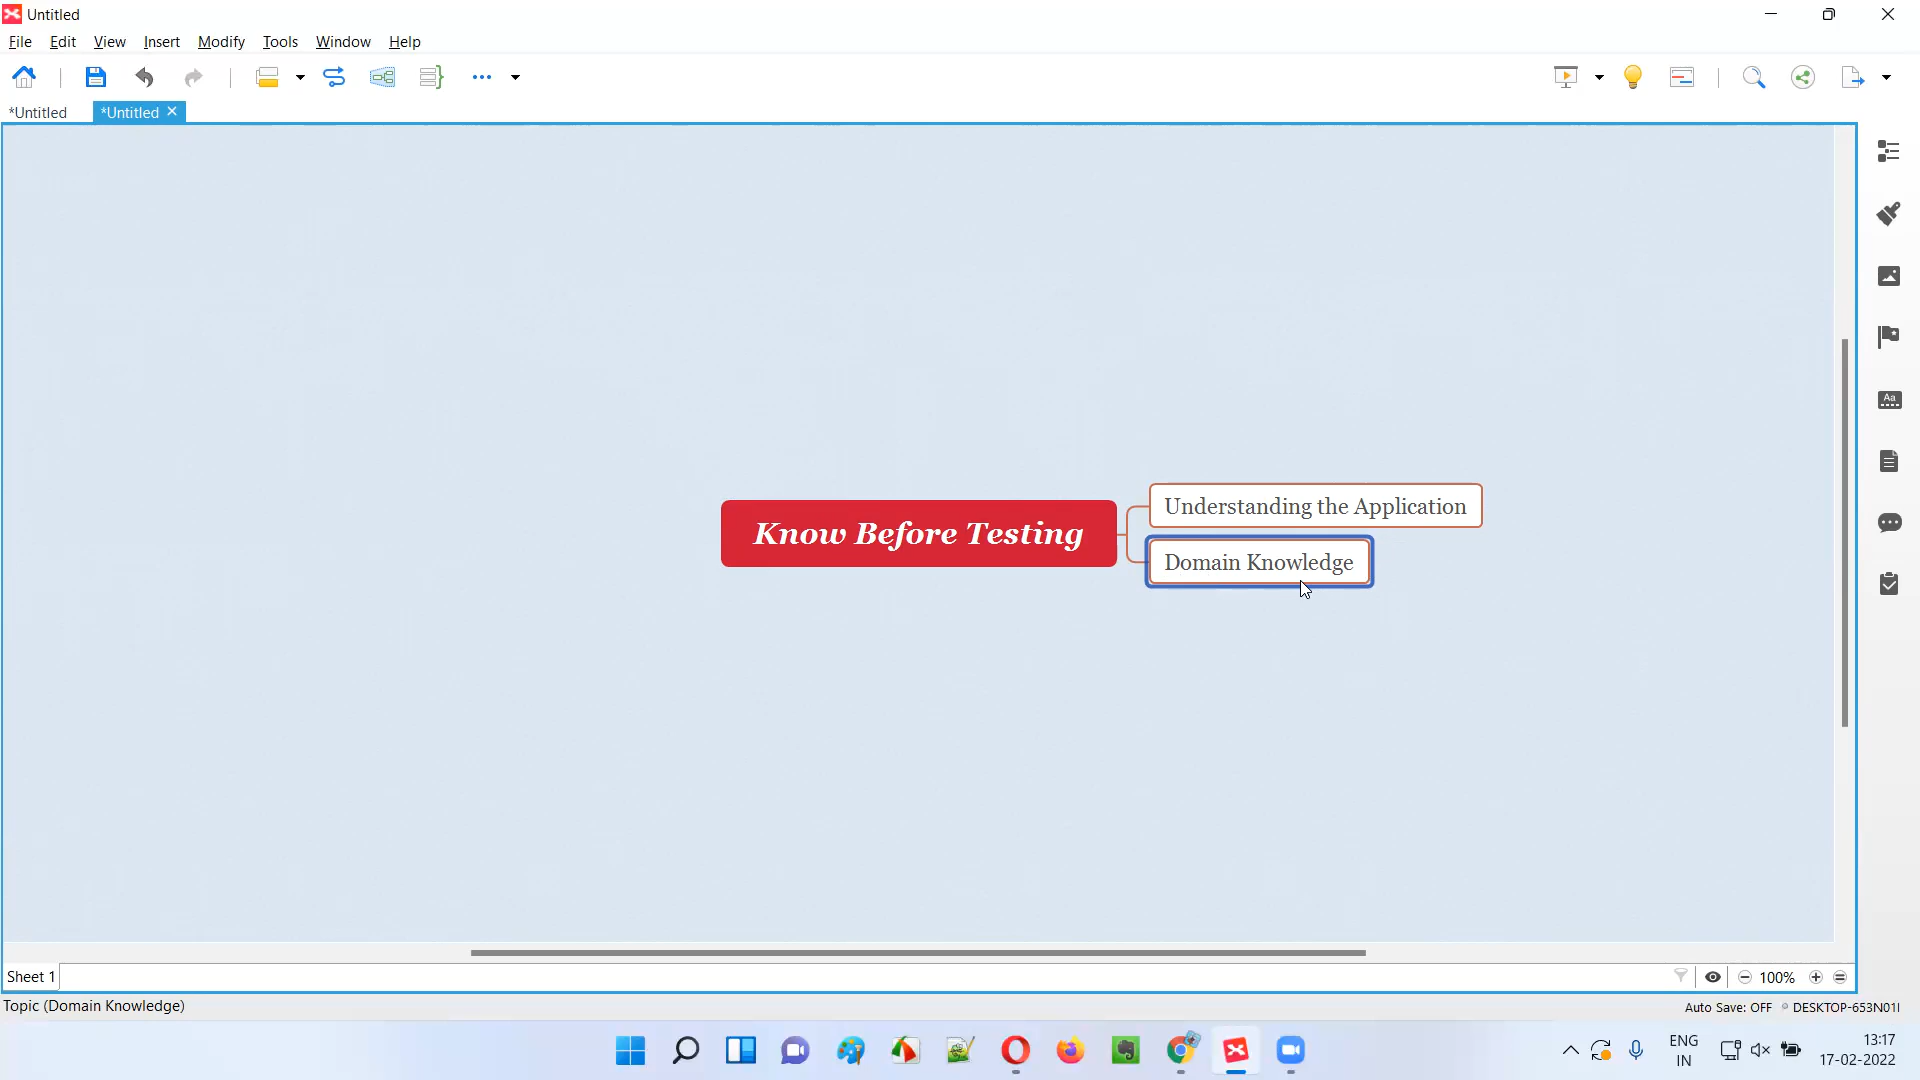 Untitled
File Edit View Insert Modify Tools Window Help
*Untitled *Untitled
Aa
Understanding the Application
Know Before Testing
Domain Knowledge
Sheet 1
100%
Topic (Domain Knowledge)
Auto Save: OFF DESKTOP-653N01I
ENG
IN
13:17
17-02-2022